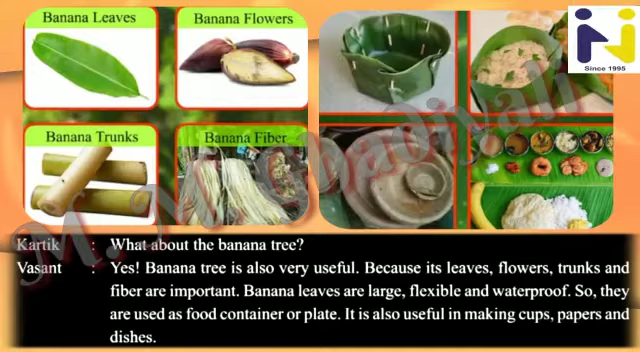 Banana Leaves
Banana Flowers
Since 1995
Banana Trunks
Banana Fiber
M. M. Ghadiyali
Kartik : What about the banana tree?
Vasant : Yes! Banana tree is also very useful. Because its leaves, flowers, trunks and
fiber are important. Banana leaves are large, flexible and waterproof. So, they
are used as food container or plate. It is also useful in making cups, papers and
dishes.